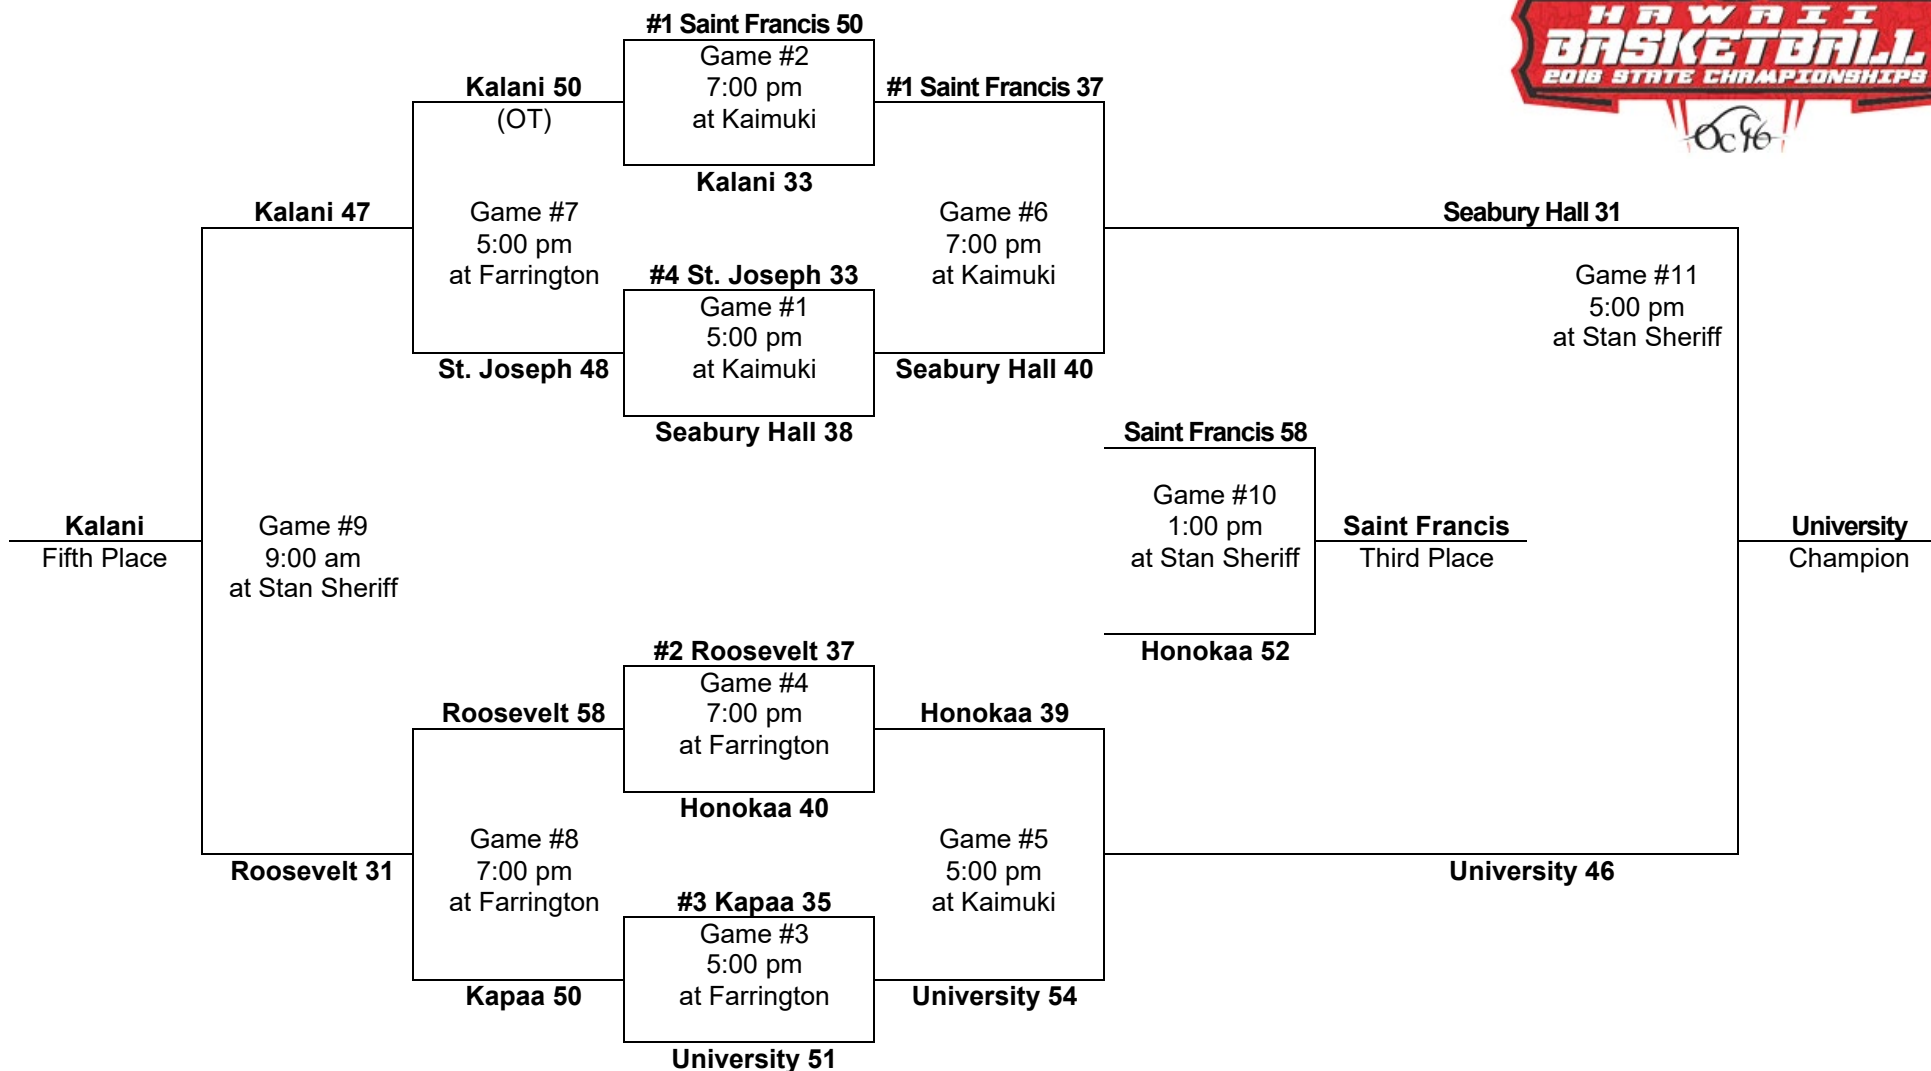 HAWAII
BASKETBALL
2016 STATE CHAMPIONSHIPS
OC16
#1 Saint Francis 50
Game #2
7:00 pm
at Kaimuki
Kalani 33
Kalani 50
(OT)
Game #7
5:00 pm
at Farrington
St. Joseph 48
#4 St. Joseph 33
Game #1
5:00 pm
at Kaimuki
Seabury Hall 38
#1 Saint Francis 37
Game #6
7:00 pm
at Kaimuki
Seabury Hall 40
Kalani 47
Game #9
9:00 am
at Stan Sheriff
Roosevelt 31
Kalani
Fifth Place
Seabury Hall 31
Game #11
5:00 pm
at Stan Sheriff
University 46
University
Champion
Saint Francis 58
Game #10
1:00 pm
at Stan Sheriff
Honokaa 52
Saint Francis
Third Place
#2 Roosevelt 37
Game #4
7:00 pm
at Farrington
Honokaa 40
Roosevelt 58
Game #8
7:00 pm
at Farrington
Kapaa 50
#3 Kapaa 35
Game #3
5:00 pm
at Farrington
University 51
Honokaa 39
Game #5
5:00 pm
at Kaimuki
University 54